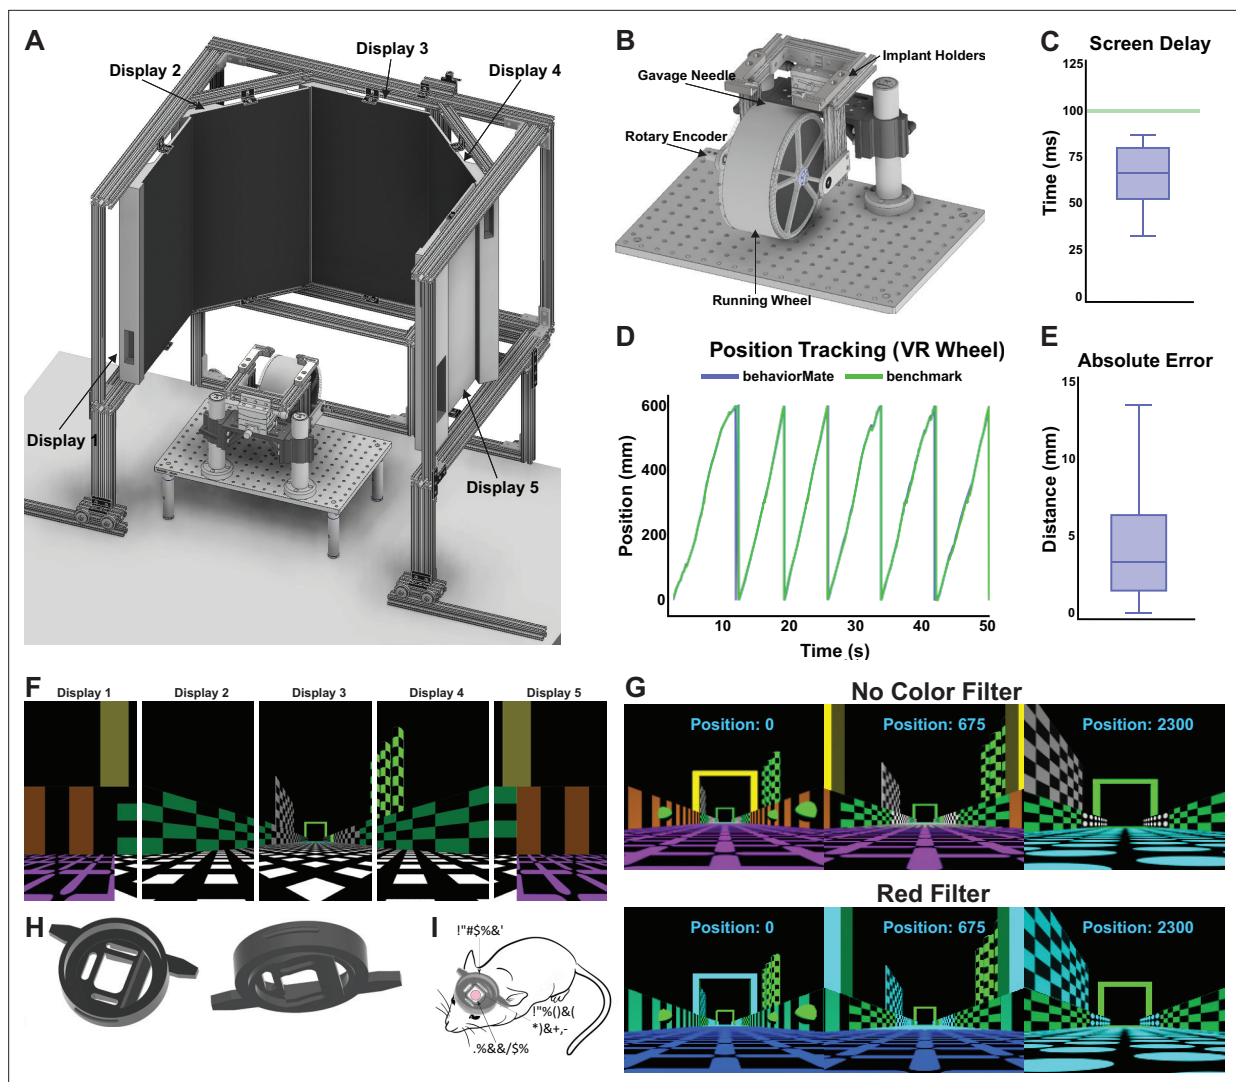 A
Display 1
Display 2
Display 3
Display 4
Display 5
B
Implant Holders
Gavage Needle
Rotary Encoder
Running Wheel
C
Screen Delay
Time (ms)
125
100
75
50
25
0
D
Position Tracking (VR Wheel)
behaviorMate
benchmark
Position (mm)
600
400
200
0
10
20
30
40
50
Time (s)
E
Absolute Error
Distance (mm)
15
10
5
0
F
Display 1
Display 2
Display 3
Display 4
Display 5
G
No Color Filter
Position: 0
Position: 675
Position: 2300
Red Filter
Position: 0
Position: 675
Position: 2300
H
I
!"#$%&'
!"%()&(
*)&+,-
.%&&/$%